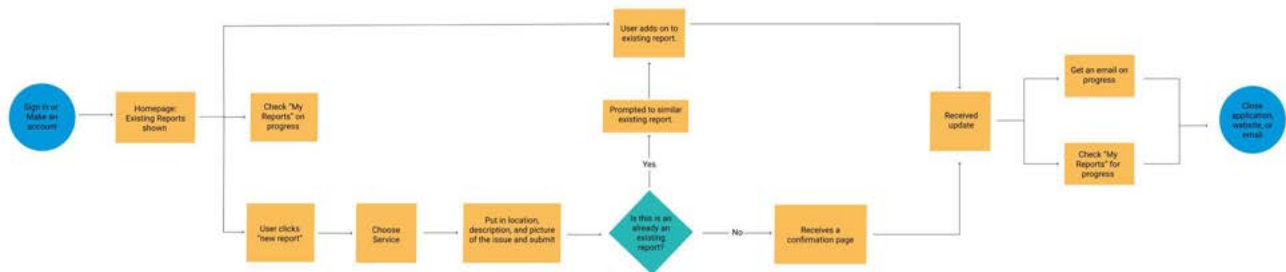 Sign in or
Make an
account
Homepage:
Existing Reports
shown
Check "My
Reports" on
progress
User adds on to
existing report.
Prompted to similar
existing report.
Yes
User clicks
"new report"
Choose
Service
Put in location,
description, and picture
of the issue and submit
Is this is an
already an
existing
report?
No
Receives a
confirmation page
Received
update
Get an email on
progress
Check "My
Reports" for
progress
Close
application,
website, or
email